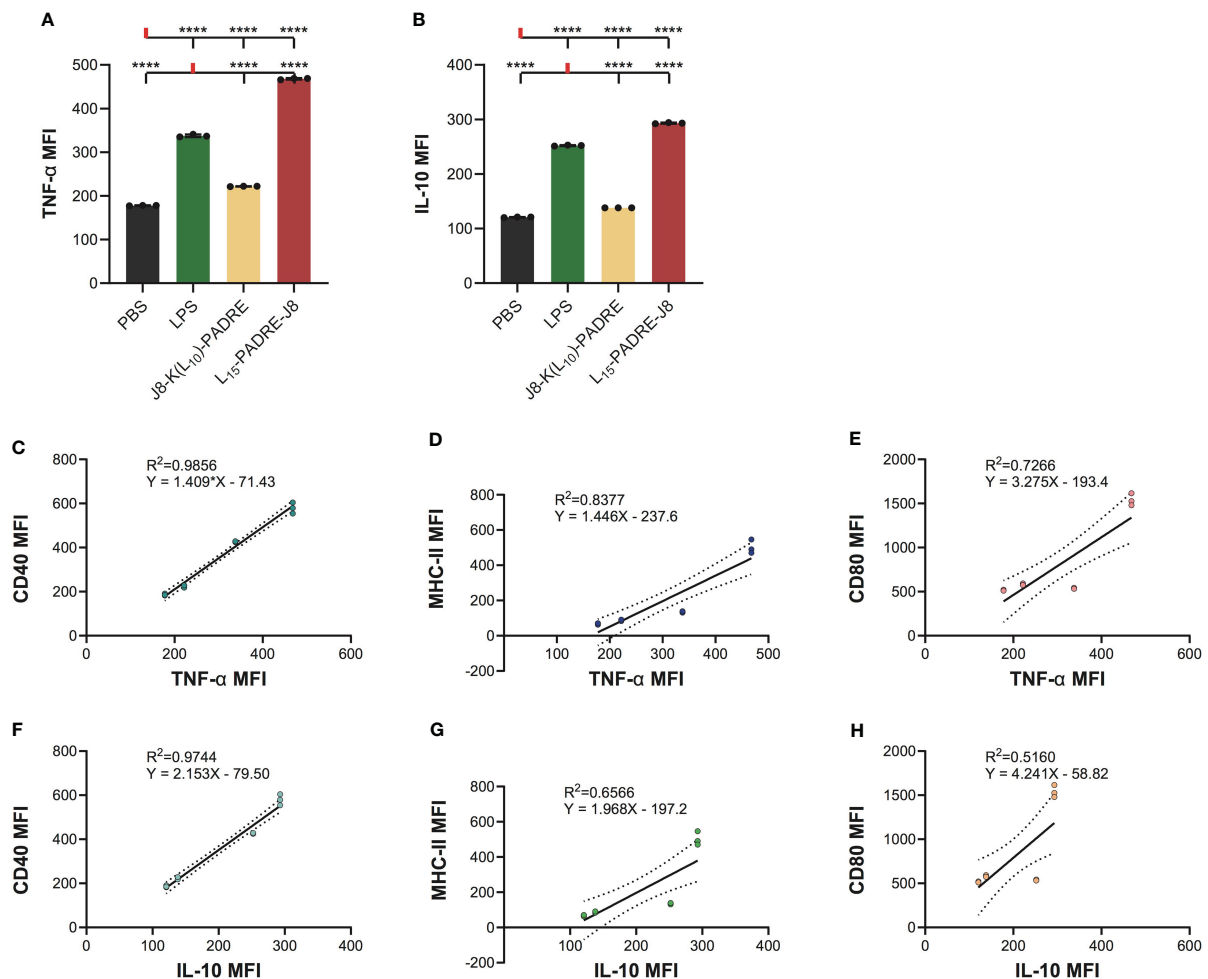 A
B
**** **** ****
**** **** ****
**** **** ****
**** **** ****
TNF-α MFI
500
400
300
200
100
0
PBS
LPS
J8-K(L₁₀)-PADRE
L₁₅-PADRE-J8
IL-10 MFI
400
300
200
100
0
PBS
LPS
J8-K(L₁₀)-PADRE
L₁₅-PADRE-J8
C
R²=0.9856
Y = 1.409*X - 71.43
CD40 MFI
800
600
400
200
0
0 200 400 600
TNF-α MFI
D
R²=0.8377
Y = 1.446X - 237.6
MHC-II MFI
800
600
400
200
0
-200
100 200 300 400 500
TNF-α MFI
E
R²=0.7266
Y = 3.275X - 193.4
CD80 MFI
2000
1500
1000
500
0
0 200 400 600
TNF-α MFI
F
R²=0.9744
Y = 2.153X - 79.50
CD40 MFI
800
600
400
200
0
0 100 200 300 400
IL-10 MFI
G
R²=0.6566
Y = 1.968X - 197.2
MHC-II MFI
800
600
400
200
0
-200
100 200 300 400
IL-10 MFI
H
R²=0.5160
Y = 4.241X - 58.82
CD80 MFI
2000
1500
1000
500
0
0 200 400 600
IL-10 MFI